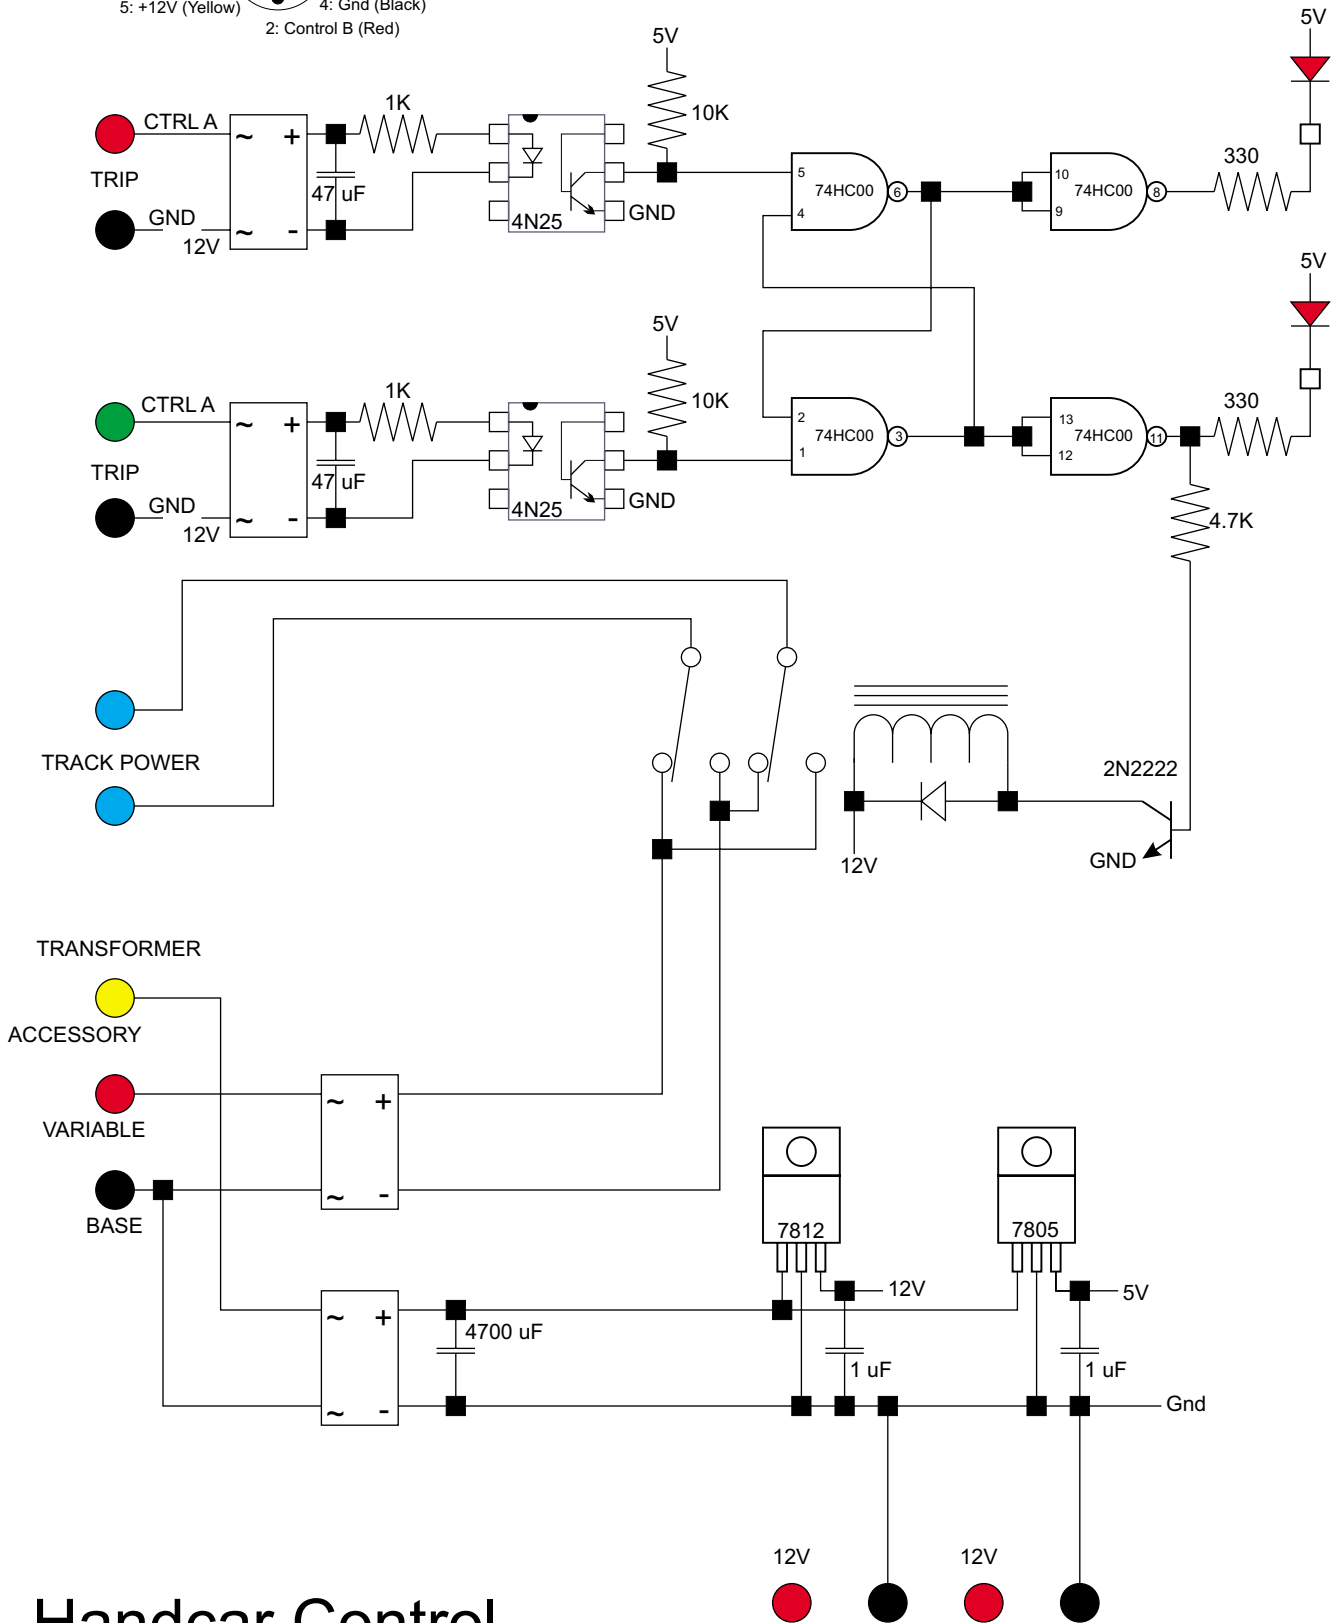 5: +12V (Yellow)
4: Gnd (Black)
2: Control B (Red)
5V
5V
1K
10K
CTRL A
~ +
TRIP
47 uF
5
4
74HC00
6
10
9
74HC00
8
330
GND
12V
~ -
4N25
GND
5V
5V
1K
10K
CTRL A
~ +
TRIP
47 uF
2
1
74HC00
3
13
12
74HC00
11
330
GND
12V
~ -
4N25
GND
4.7K
TRACK POWER
2N2222
12V
GND
TRANSFORMER
ACCESSORY
VARIABLE
~ +
BASE
~ -
7812
7805
12V
5V
~ +
4700 uF
1 uF
1 uF
~ -
Gnd
12V
12V
Handcar Control